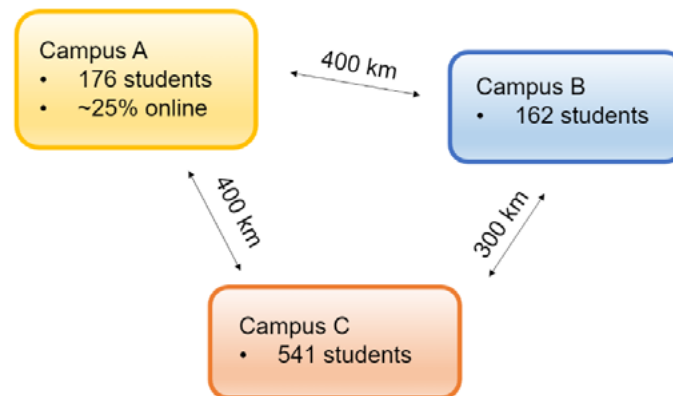 Campus A
• 176 students
• ~25% online
400 km
Campus B
• 162 students
400 km
300 km
Campus C
• 541 students